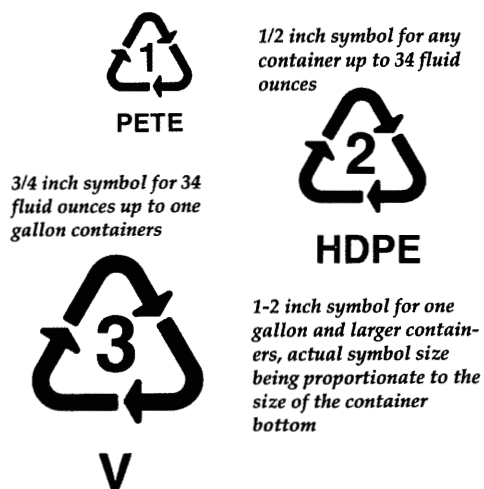 1
PETE
1/2 inch symbol for any
container up to 34 fluid
ounces
2
HDPE
3/4 inch symbol for 34
fluid ounces up to one
gallon containers
3
V
1-2 inch symbol for one
gallon and larger contain-
ers, actual symbol size
being proportionate to the
size of the container
bottom